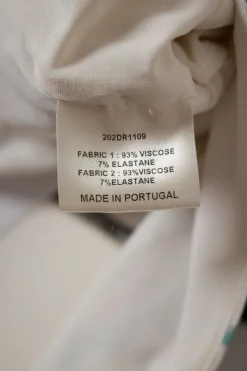 202DR1109
FABRIC 1 : 93% VISCOSE
7% ELASTANE
FABRIC 2 : 93%VISCOSE
7%ELASTANE
MADE IN PORTUGAL